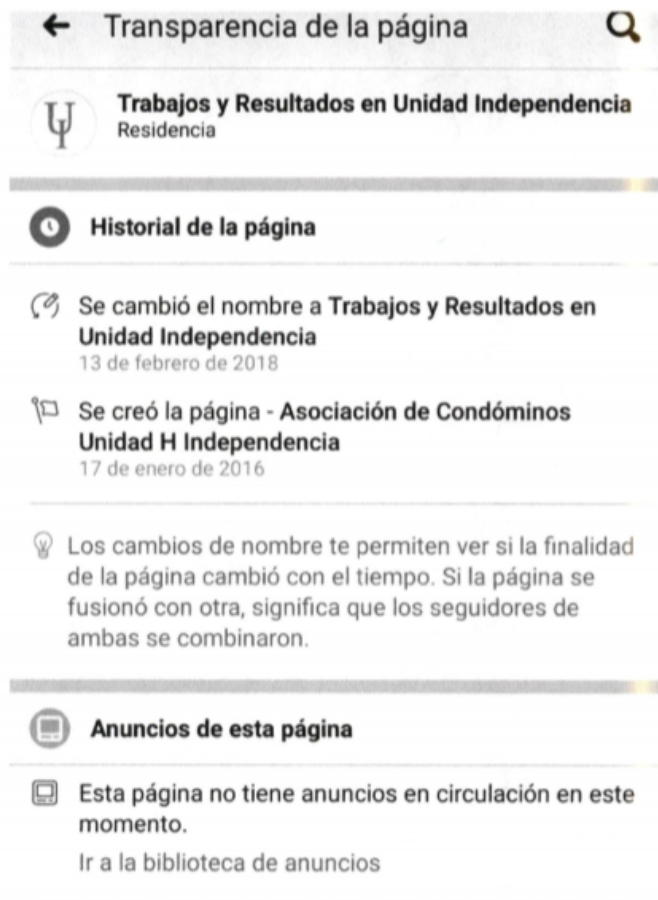 Transparencia de la página
Trabajos y Resultados en Unidad Independencia
Residencia
Historial de la página
Se cambió el nombre a Trabajos y Resultados en
Unidad Independencia
13 de febrero de 2018
Se creó la página - Asociación de Condóminos
Unidad H Independencia
17 de enero de 2016
Los cambios de nombre te permiten ver si la finalidad
de la página cambió con el tiempo. Si la página se
fusionó con otra, significa que los seguidores de
ambas se combinaron.
Anuncios de esta página
Esta página no tiene anuncios en circulación en este
momento.
Ir a la biblioteca de anuncios